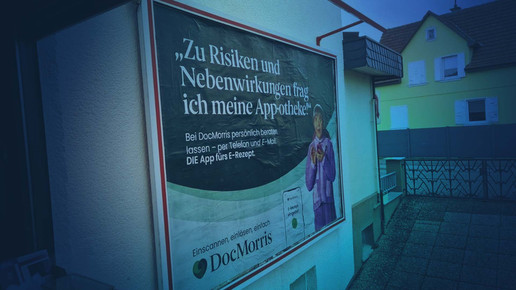 „Zu Risiken und
Nebenwirkungen frag
ich meine App·otheke!“
Bei DocMorris persönlich beraten
lassen – per Telefon und E-Mail.
DIE App fürs E-Rezept.
Einscannen, einlösen, einfach
DocMorris